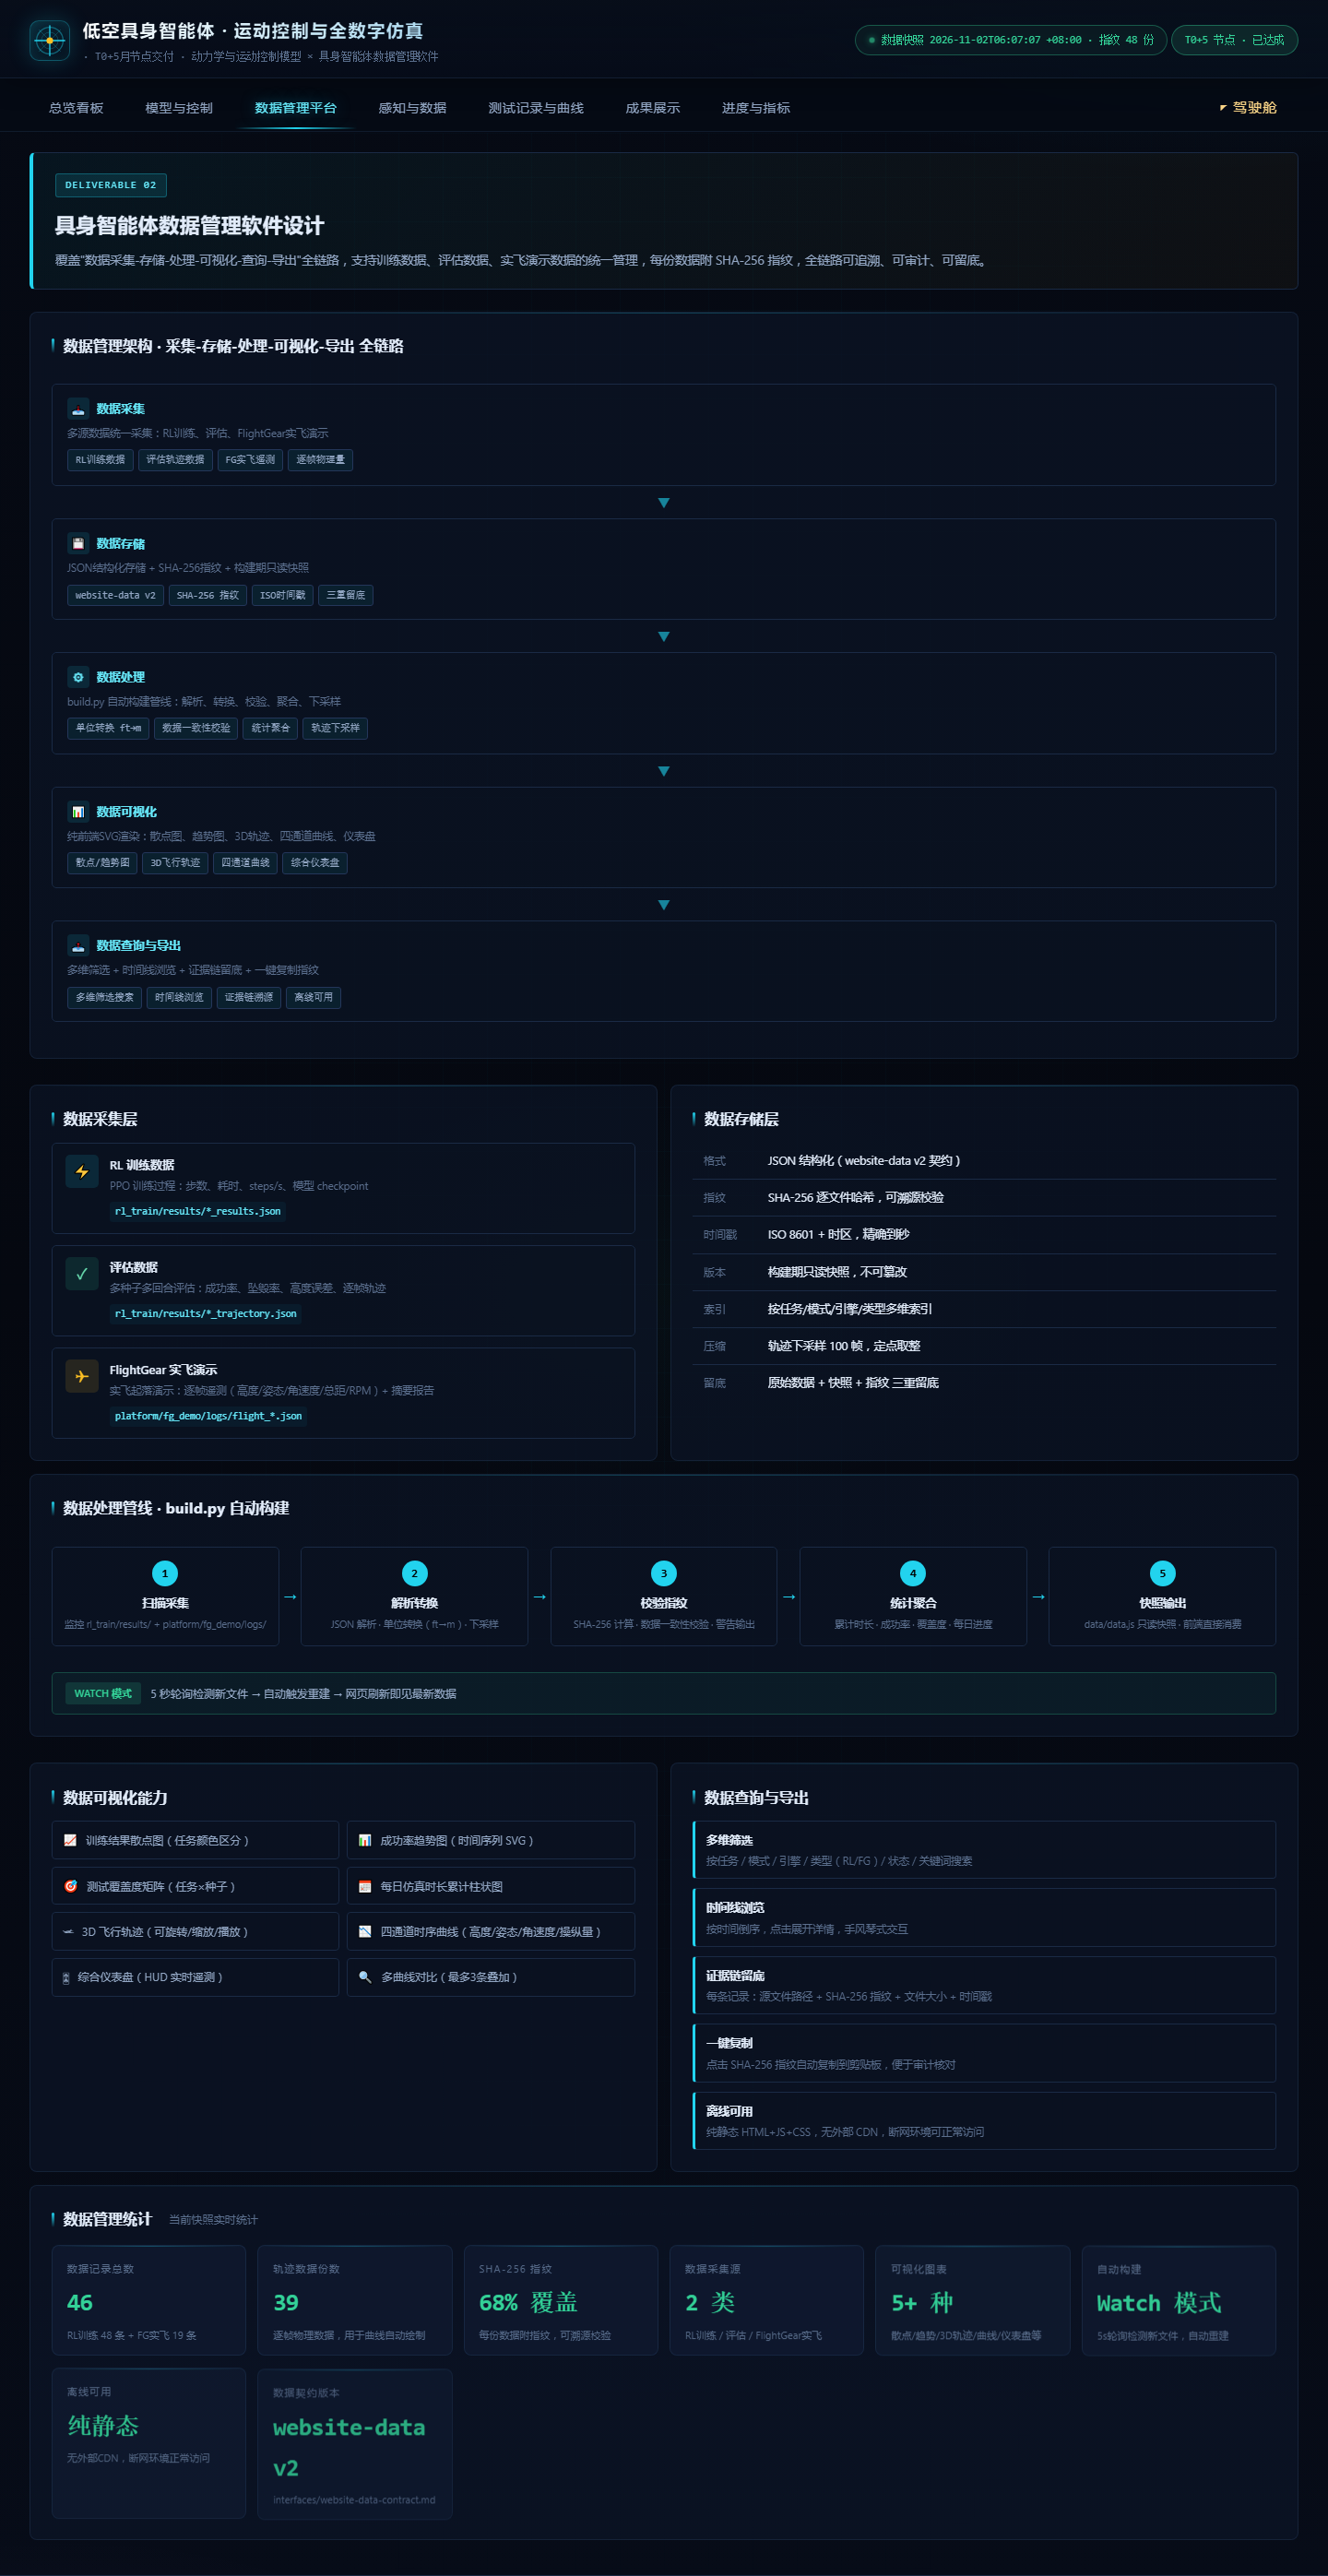 低空具身智能体 · 运动控制与全数字仿真
· T0+5月节点交付 · 动力学与运动控制模型 × 具身智能体数据管理软件
数据快照 2026-11-02T06:07:07 +08:00 · 指纹 48 份
T0+5 节点 · 已达成
总览看板
模型与控制
数据管理平台
感知与数据
测试记录与曲线
成果展示
进度与指标
驾驶舱
DELIVERABLE 02
具身智能体数据管理软件设计
覆盖"数据采集-存储-处理-可视化-查询-导出"全链路，支持训练数据、评估数据、实飞演示数据的统一管理，每份数据附 SHA-256 指纹，全链路可追溯、可审计、可留底。
数据管理架构 · 采集-存储-处理-可视化-导出 全链路
数据采集
多源数据统一采集：RL训练、评估、FlightGear实飞演示
RL训练数据
评估轨迹数据
FG实飞遥测
逐帧物理量
▼
数据存储
JSON结构化存储 + SHA-256指纹 + 构建期只读快照
website-data v2
SHA-256 指纹
ISO时间戳
三重留底
▼
数据处理
build.py 自动构建管线：解析、转换、校验、聚合、下采样
单位转换 ft→m
数据一致性校验
统计聚合
轨迹下采样
▼
数据可视化
纯前端SVG渲染：散点图、趋势图、3D轨迹、四通道曲线、仪表盘
散点/趋势图
3D飞行轨迹
四通道曲线
综合仪表盘
▼
数据查询与导出
多维筛选 + 时间线浏览 + 证据链留底 + 一键复制指纹
多维筛选搜索
时间线浏览
证据链溯源
离线可用
数据采集层
RL 训练数据
PPO 训练过程：步数、耗时、steps/s、模型 checkpoint
rl_train/results/*_results.json
评估数据
多种子多回合评估：成功率、坠毁率、高度误差、逐帧轨迹
rl_train/results/*_trajectory.json
FlightGear 实飞演示
实飞起落演示：逐帧遥测（高度/姿态/角速度/总距/RPM）+ 摘要报告
platform/fg_demo/logs/flight_*.json
数据存储层
格式 JSON 结构化（website-data v2 契约）
指纹 SHA-256 逐文件哈希，可溯源校验
时间戳 ISO 8601 + 时区，精确到秒
版本 构建期只读快照，不可篡改
索引 按任务/模式/引擎/类型多维索引
压缩 轨迹下采样 100 帧，定点取整
留底 原始数据 + 快照 + 指纹 三重留底
数据处理管线 · build.py 自动构建
1
扫描采集
监控 rl_train/results/ + platform/fg_demo/logs/
→
2
解析转换
JSON 解析 · 单位转换（ft→m）· 下采样
→
3
校验指纹
SHA-256 计算 · 数据一致性校验 · 警告输出
→
4
统计聚合
累计时长 · 成功率 · 覆盖度 · 每日进度
→
5
快照输出
data/data.js 只读快照 · 前端直接消费
WATCH 模式 5 秒轮询检测新文件 → 自动触发重建 → 网页刷新即见最新数据
数据可视化能力
训练结果散点图（任务颜色区分）
成功率趋势图（时间序列 SVG）
测试覆盖度矩阵（任务×种子）
每日仿真时长累计柱状图
3D 飞行轨迹（可旋转/缩放/播放）
四通道时序曲线（高度/姿态/角速度/操纵量）
综合仪表盘（HUD 实时遥测）
多曲线对比（最多3条叠加）
数据查询与导出
多维筛选
按任务 / 模式 / 引擎 / 类型（RL/FG）/ 状态 / 关键词搜索
时间线浏览
按时间倒序，点击展开详情，手风琴式交互
证据链留底
每条记录：源文件路径 + SHA-256 指纹 + 文件大小 + 时间戳
一键复制
点击 SHA-256 指纹自动复制到剪贴板，便于审计核对
离线可用
纯静态 HTML+JS+CSS，无外部 CDN，断网环境可正常访问
数据管理统计 当前快照实时统计
数据记录总数
46
RL训练 48 条 + FG实飞 19 条
轨迹数据份数
39
逐帧物理数据，用于曲线自动绘制
SHA-256 指纹
68% 覆盖
每份数据附指纹，可溯源校验
数据采集源
2 类
RL训练 / 评估 / FlightGear实飞
可视化图表
5+ 种
散点/趋势/3D轨迹/曲线/仪表盘等
自动构建
Watch 模式
5s轮询检测新文件，自动重建
离线可用
纯静态
无外部CDN，断网环境正常访问
数据契约版本
website-data
v2
interfaces/website-data-contract.md